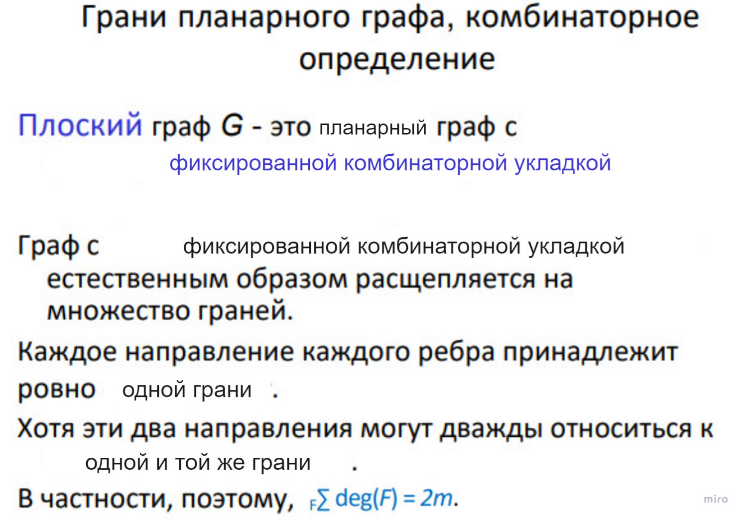 Грани планарного графа, комбинаторное
определение
Плоский граф G - это планарный граф с
фиксированной комбинаторной укладкой
Граф с фиксированной комбинаторной укладкой
естественным образом расщепляется на
множество граней.
Каждое направление каждого ребра принадлежит
ровно одной грани .
Хотя эти два направления могут дважды относиться к
одной и той же грани .
В частности, поэтому, F∑ deg(F) = 2m.
miro